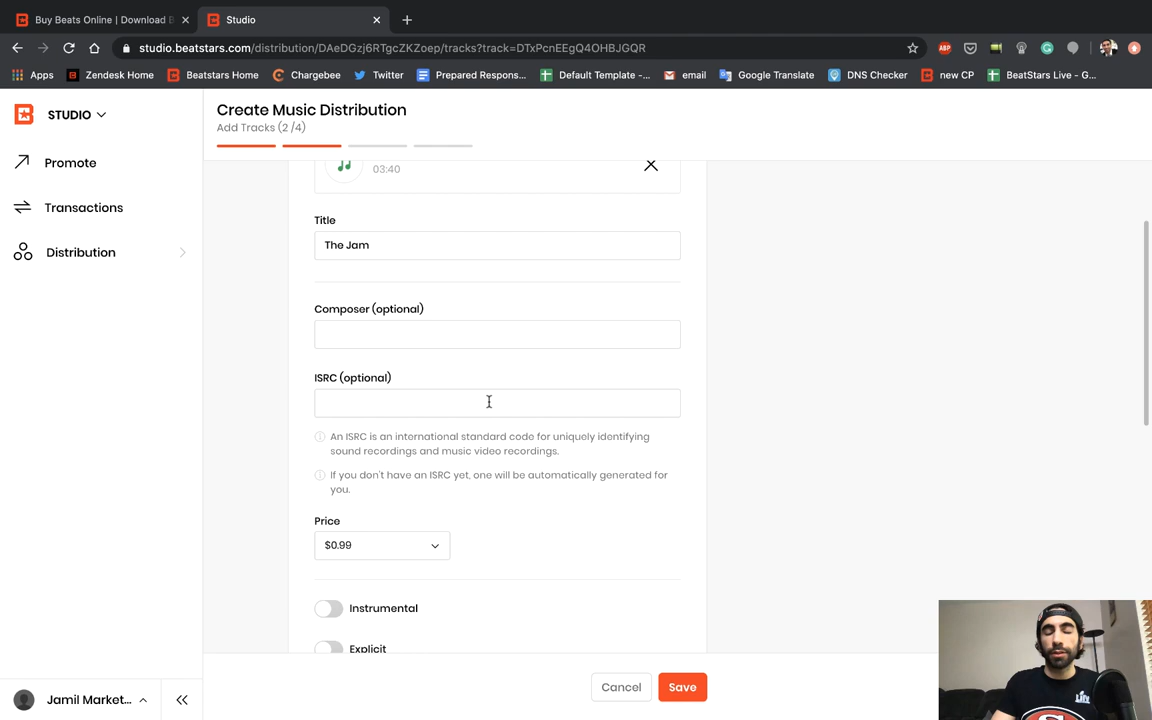 Buy Beats Online | Download B
Studio
studio.beatstars.com/distribution/DAeDGzj6RTgcZKZoep/tracks?track=DTxPcnEEgQ4OHBJGQR
ABP
Apps
Zendesk Home
Beatstars Home
Chargebee
Twitter
Prepared Respons...
Default Template -...
email
Google Translate
DNS Checker
new CP
BeatStars Live - G...
STUDIO
Create Music Distribution
Add Tracks (2 /4)
Promote
Transactions
Distribution
03:40
Title
The Jam
Composer (optional)
ISRC (optional)
An ISRC is an international standard code for uniquely identifying
sound recordings and music video recordings.
If you don't have an ISRC yet, one will be automatically generated for
you.
Price
$0.99
Instrumental
Explicit
Cancel
Save
Jamil Market...
LIV
SF